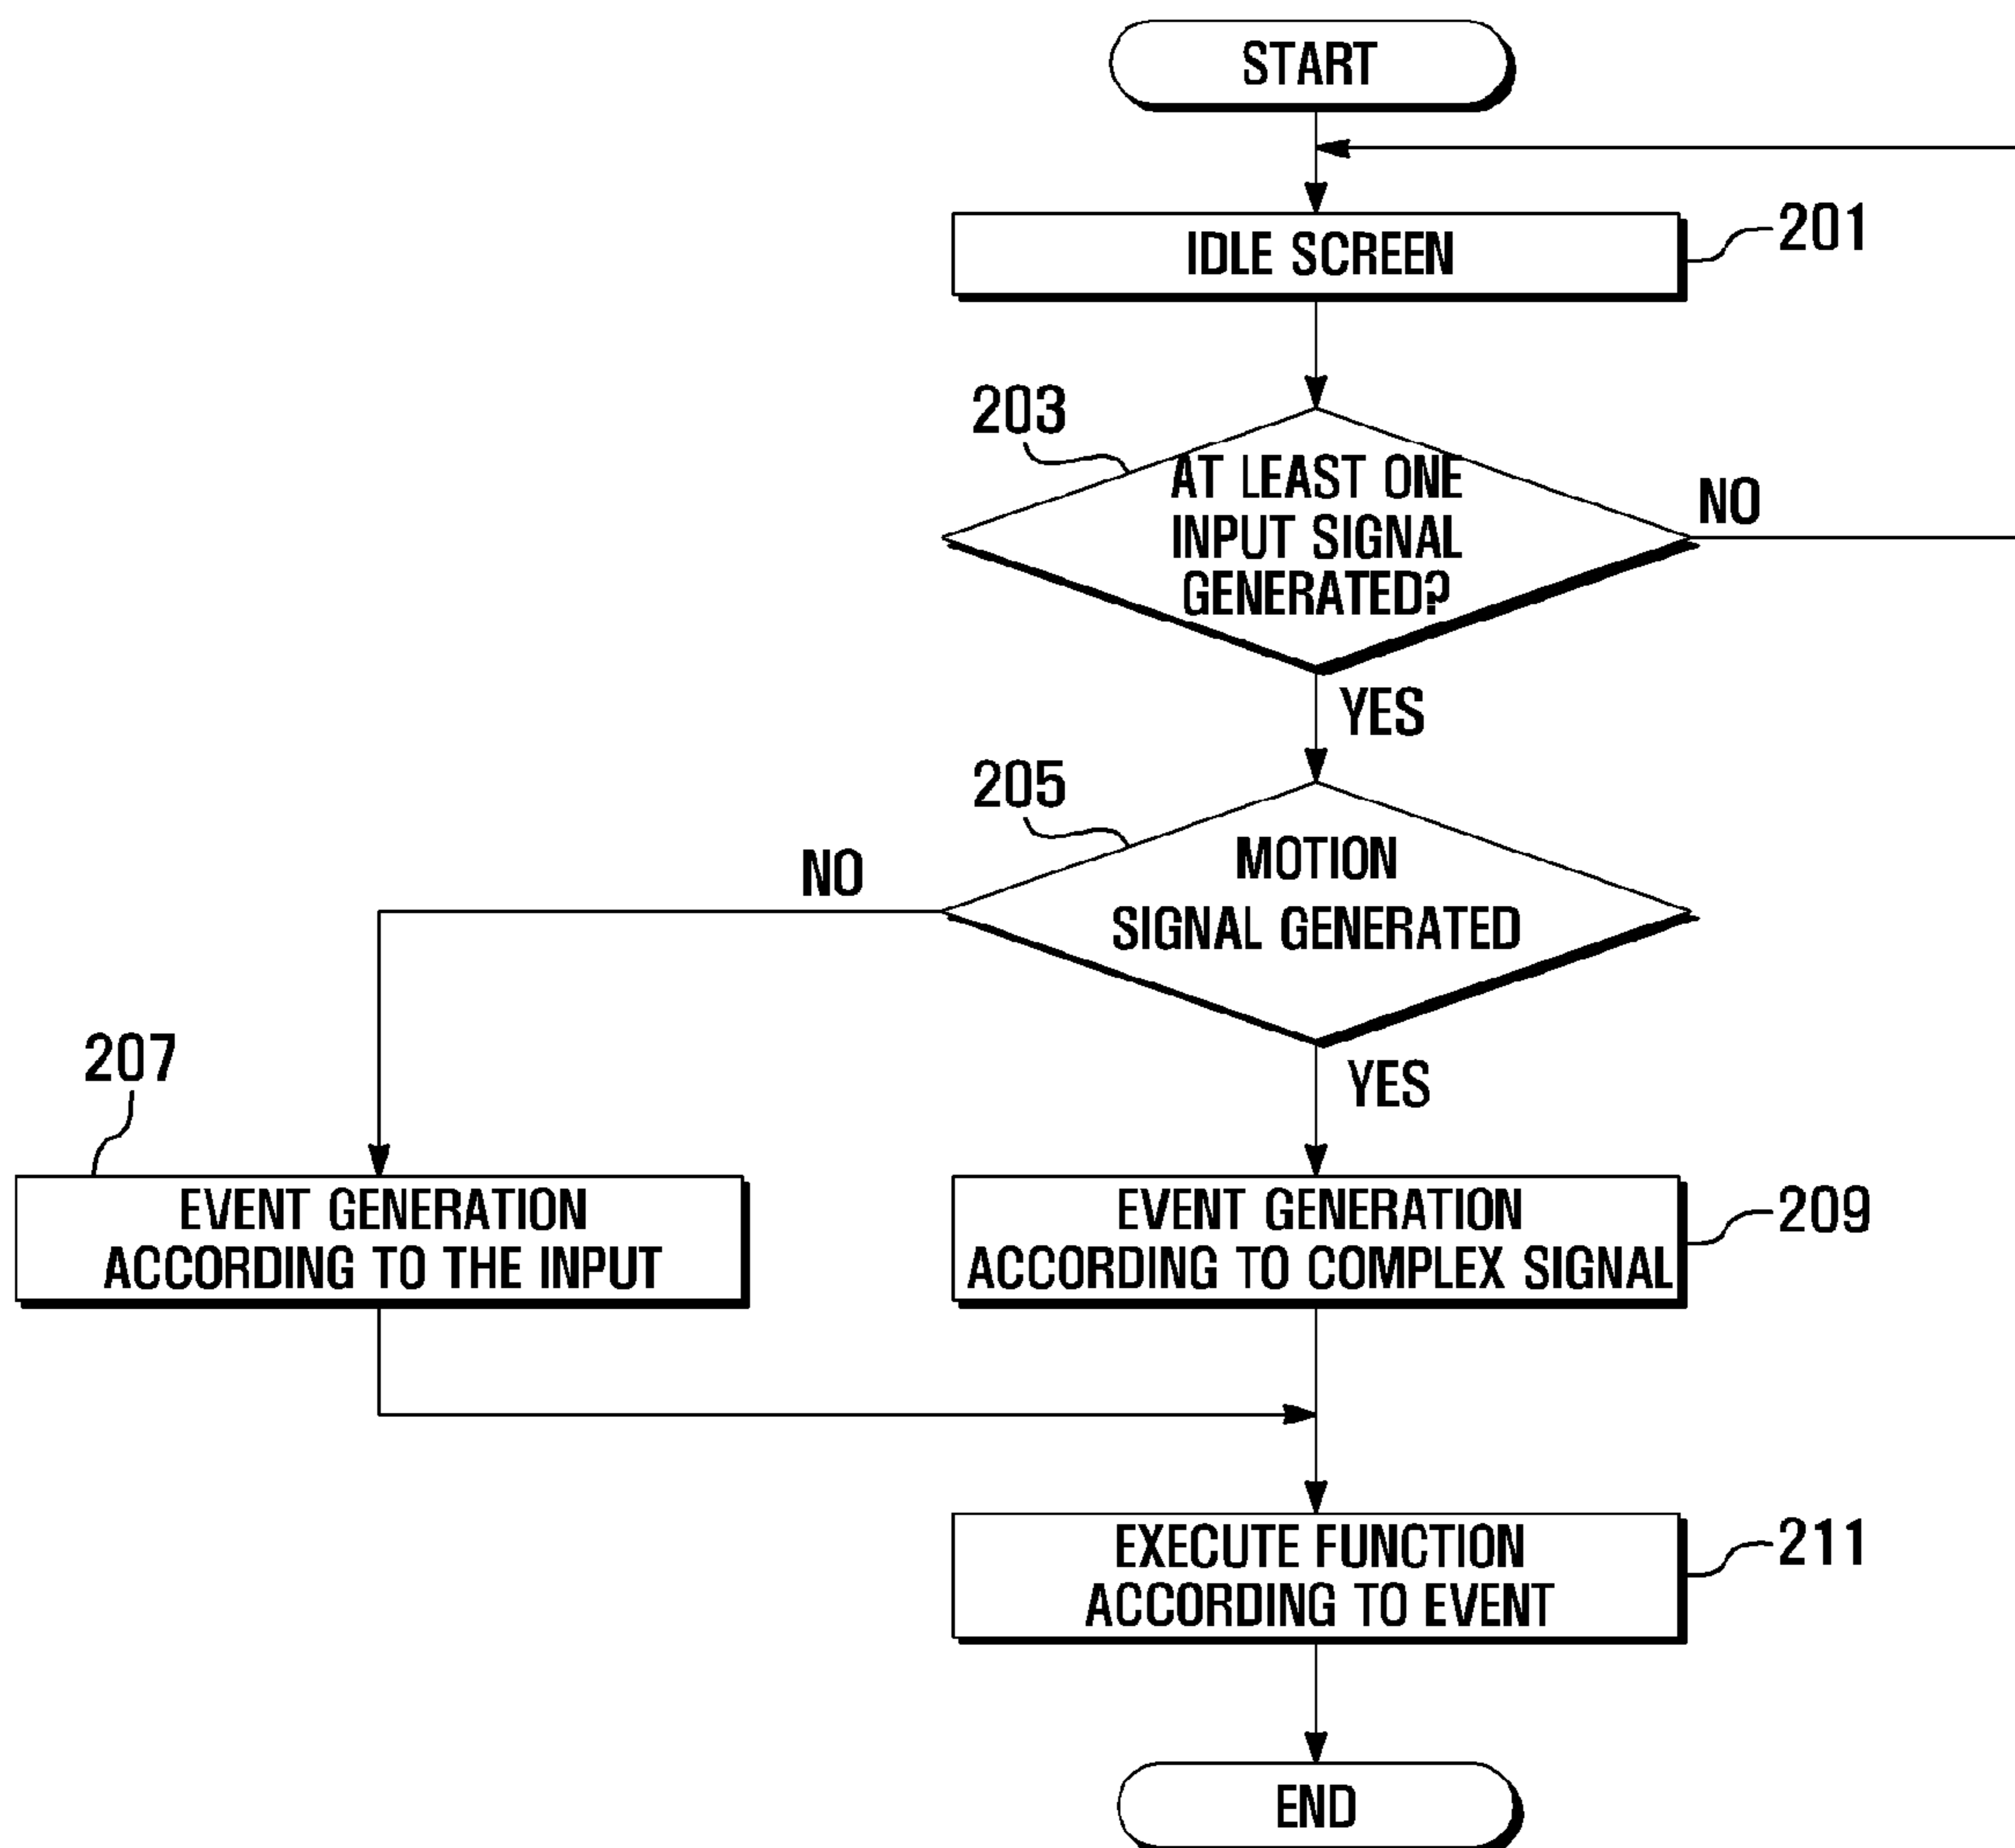 START
IDLE SCREEN
201
203
AT LEAST ONE
INPUT SIGNAL
GENERATED?
NO
YES
205
MOTION
SIGNAL GENERATED
NO
YES
207
EVENT GENERATION
ACCORDING TO THE INPUT
EVENT GENERATION
ACCORDING TO COMPLEX SIGNAL
209
EXECUTE FUNCTION
ACCORDING TO EVENT
211
END